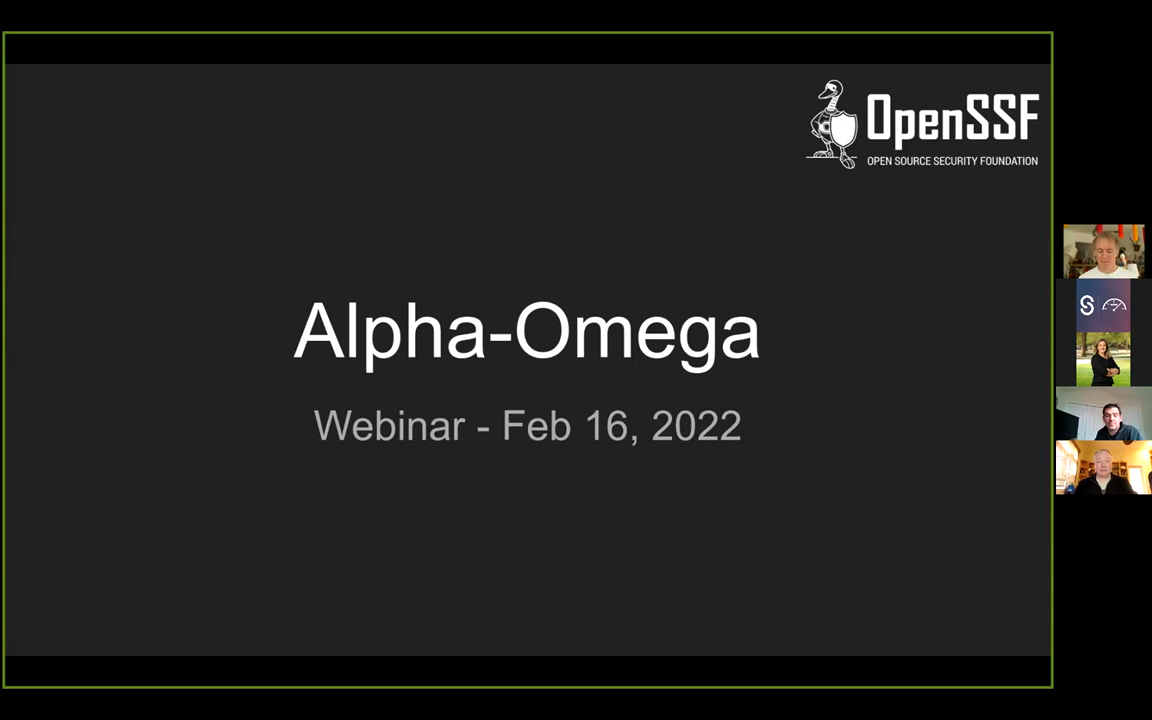 OpenSSF
OPEN SOURCE SECURITY FOUNDATION
Alpha-Omega
Webinar - Feb 16, 2022